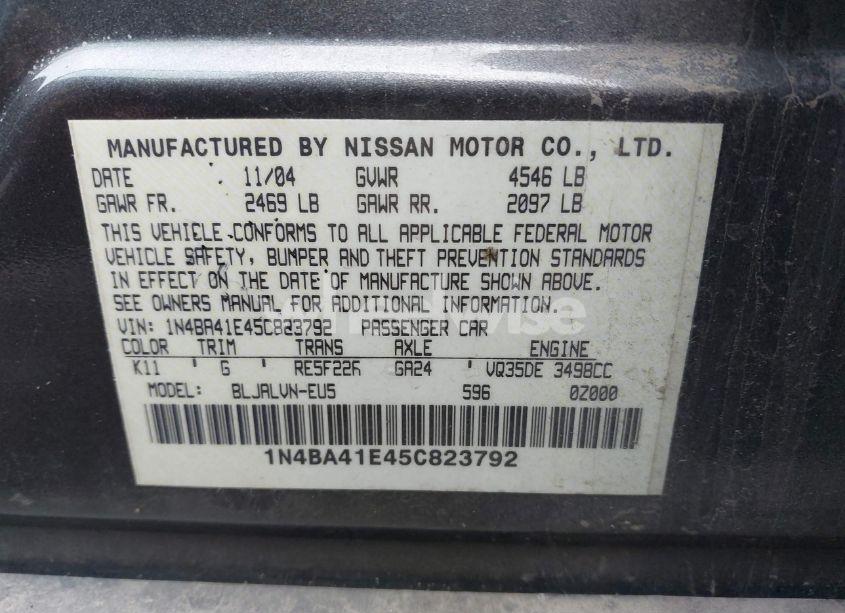 MANUFACTURED BY NISSAN MOTOR CO., LTD.
DATE 11/04 GVWR 4546 LB
GAWR FR. 2469 LB GAWR RR. 2097 LB
THIS VEHICLE CONFORMS TO ALL APPLICABLE FEDERAL MOTOR
VEHICLE SAFETY, BUMPER AND THEFT PREVENTION STANDARDS
IN EFFECT ON THE DATE OF MANUFACTURE SHOWN ABOVE.
SEE OWNERS MANUAL FOR ADDITIONAL INFORMATION.
VIN: 1N4BA41E45C823792 PASSENGER CAR
COLOR TRIM TRANS AXLE ENGINE
K11 G GA24 VQ35DE 3498CC
MODEL: BLJALVN-EU5 596 0Z000
1N4BA41E45C823792